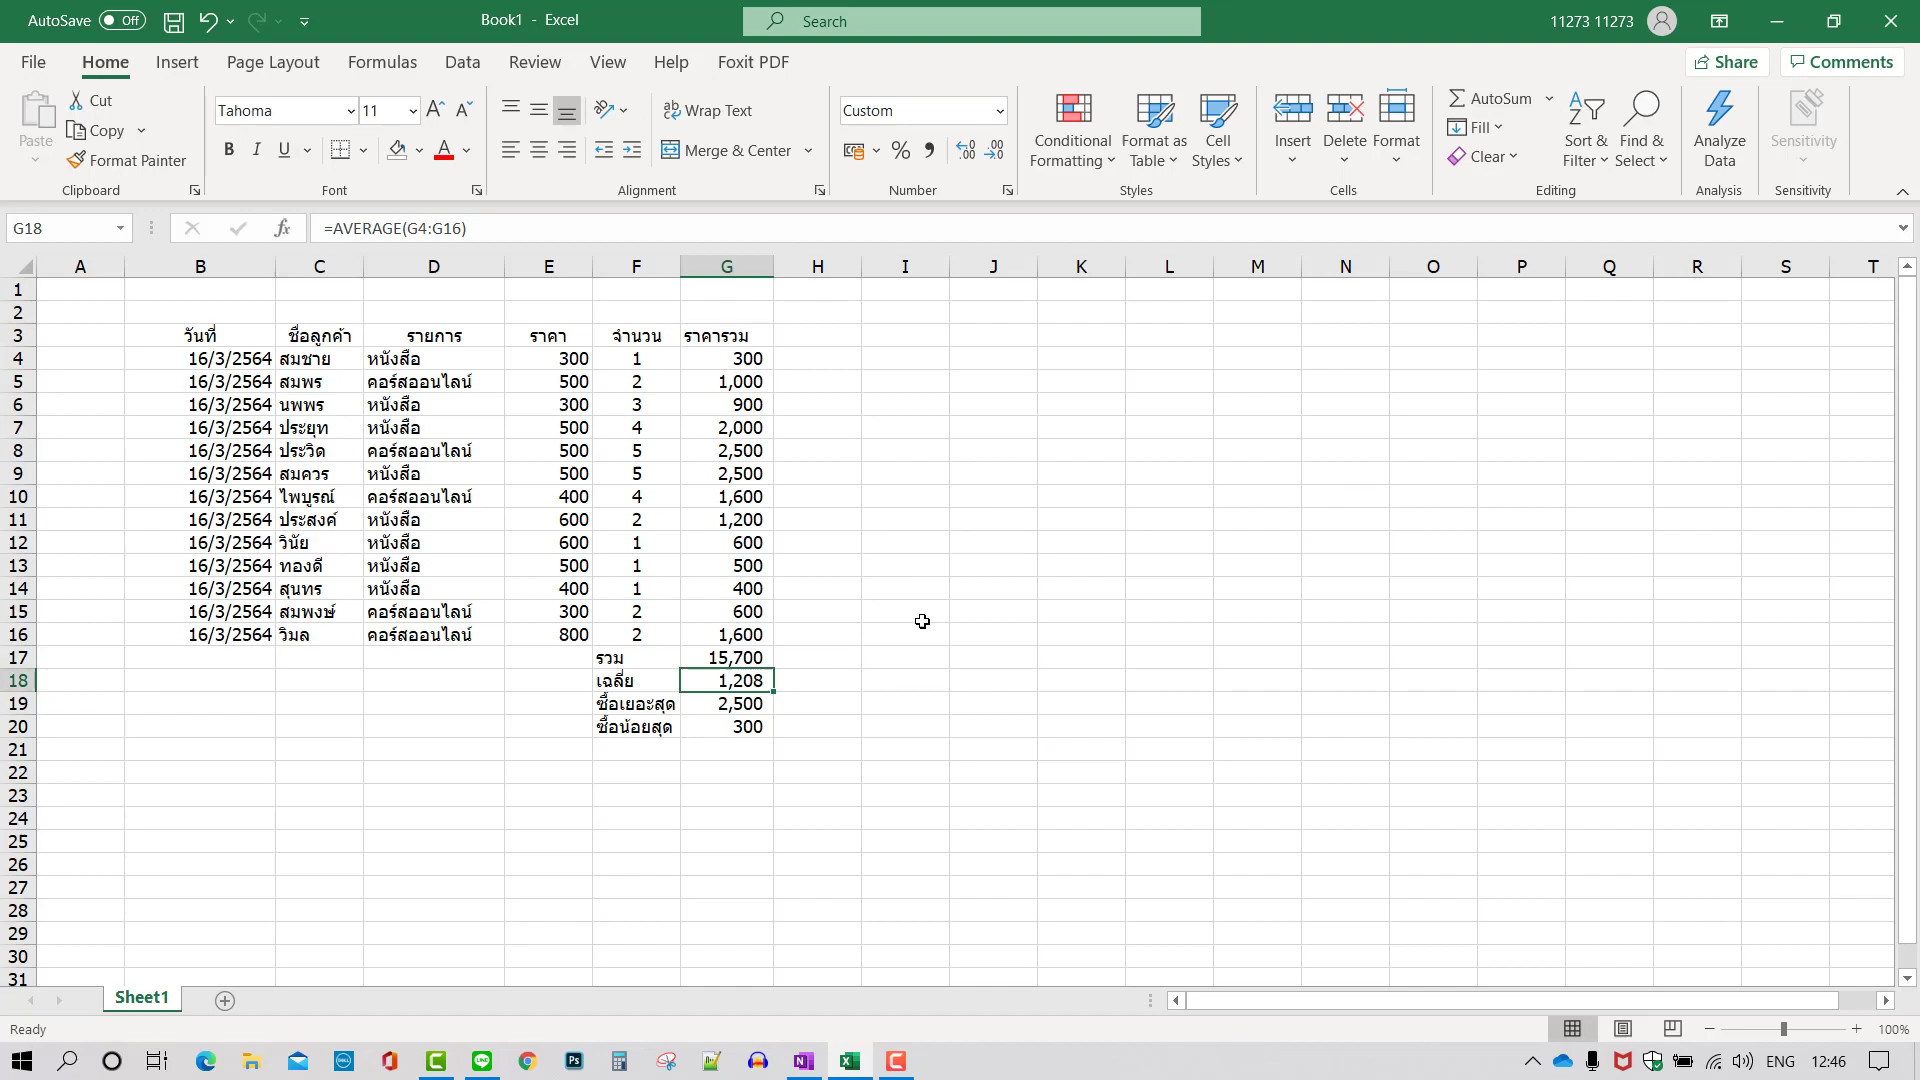 AutoSave Off Book1 - Excel Search 11273 11273
File Home Insert Page Layout Formulas Data Review View Help Foxit PDF Share Comments
Paste Cut Copy Format Painter Clipboard
Tahoma 11 A A B I U A Font
ab Wrap Text Merge & Center Alignment
Custom % Number
Conditional Formatting Format as Table Cell Styles Styles
Insert Delete Format Cells
AutoSum Fill Clear Sort & Filter Find & Select Editing
Analyze Data Analysis
Sensitivity Sensitivity
G18 fx =AVERAGE(G4:G16)
A B C D E F G H I J K L M N O P Q R S T
1
2
3 วันที่ ชื่อลูกค้า รายการ ราคา จำนวน ราคารวม
4 16/3/2564 สมชาย หนังสือ 300 1 300
5 16/3/2564 สมพร คอร์สออนไลน์ 500 2 1,000
6 16/3/2564 นพพร หนังสือ 300 3 900
7 16/3/2564 ประยุท หนังสือ 500 4 2,000
8 16/3/2564 ประวิด คอร์สออนไลน์ 500 5 2,500
9 16/3/2564 สมควร หนังสือ 500 5 2,500
10 16/3/2564 ไพบูรณ์ คอร์สออนไลน์ 400 4 1,600
11 16/3/2564 ประสงค์ หนังสือ 600 2 1,200
12 16/3/2564 วินัย หนังสือ 600 1 600
13 16/3/2564 ทองดี หนังสือ 500 1 500
14 16/3/2564 สุนทร หนังสือ 400 1 400
15 16/3/2564 สมพงษ์ คอร์สออนไลน์ 300 2 600
16 16/3/2564 วิมล คอร์สออนไลน์ 800 2 1,600
17 รวม 15,700
18 เฉลี่ย 1,208
19 ซื้อเยอะสุด 2,500
20 ซื้อน้อยสุด 300
21
22
23
24
25
26
27
28
29
30
31
Sheet1
Ready 100%
ENG 12:46